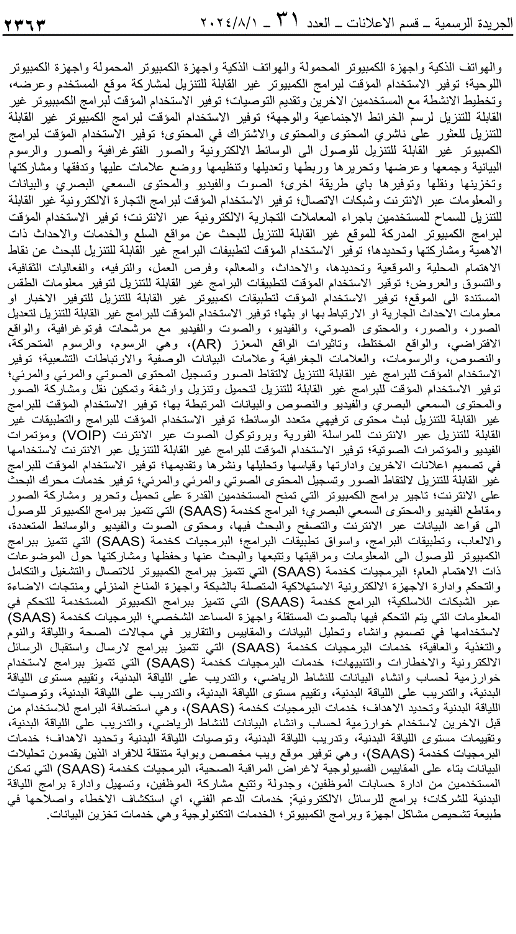 الجريدة الرسمية ــ قسم الاعلانات ــ العدد ٣١ ــ ٢٠٢٤/٨/١
٢٣٦٣
والهواتف الذكية واجهزة الكمبيوتر المحمولة والهواتف الذكية واجهزة الكمبيوتر المحمولة واجهزة الكمبيوتر
اللوحية؛ توفير الاستخدام المؤقت لبرامج الكمبيوتر غير القابلة للتنزيل لمشاركة موقع المستخدم وعرضه،
وتخطيط الانشطة مع المستخدمين الاخرين وتقديم التوصيات؛ توفير الاستخدام المؤقت لبرامج الكمبيوتر غير
القابلة للتنزيل لرسم الخرائط الاجتماعية والوجهة؛ توفير الاستخدام المؤقت لبرامج الكمبيوتر غير القابلة
للتنزيل للعثور على ناشري المحتوى والمحتوى والاشتراك في المحتوى؛ توفير الاستخدام المؤقت لبرامج
الكمبيوتر غير القابلة للتنزيل للوصول الى الوسائط الالكترونية والصور الفتوغرافية والصور والرسوم
البيانية وجمعها وعرضها وتحريرها وربطها وتعديلها وتنظيمها ووضع علامات عليها وتدفقها ومشاركتها
وتخزينها ونقلها وتوفيرها باي طريقة اخرى؛ الصوت والفيديو والمحتوى السمعي البصري والبيانات
والمعلومات عبر الانترنت وشبكات الاتصال؛ توفير الاستخدام المؤقت لبرامج التجارة الالكترونية غير القابلة
للتنزيل للسماح للمستخدمين باجراء المعاملات التجارية الالكترونية عبر الانترنت؛ توفير الاستخدام المؤقت
لبرامج الكمبيوتر المدركة للموقع غير القابلة للتنزيل للبحث عن مواقع السلع والخدمات والاحداث ذات
الاهمية ومشاركتها وتحديدها؛ توفير الاستخدام المؤقت لتطبيقات البرامج غير القابلة للتنزيل للبحث عن نقاط
الاهتمام المحلية والموقعية وتحديدها، والاحداث، والمعالم، وفرص العمل، والترفيه، والفعاليات الثقافية،
والتسوق والعروض؛ توفير الاستخدام المؤقت لتطبيقات البرامج غير القابلة للتنزيل لتوفير معلومات الطقس
المستندة الى الموقع؛ توفير الاستخدام المؤقت لتطبيقات اكمبيوتر غير القابلة للتنزيل للتوفير الاخبار او
معلومات الاحداث الجارية او الارتباط بها او بثها؛ توفير الاستخدام المؤقت للبرامج غير القابلة للتنزيل لتعديل
الصور، والصور، والمحتوى الصوتي، والفيديو، والصوت والفيديو مع مرشحات فوتوغرافية، والواقع
الافتراضي، والواقع المختلط، وتاثيرات الواقع المعزز (AR)، وهي الرسوم، والرسوم المتحركة،
والنصوص، والرسومات، والعلامات الجغرافية وعلامات البيانات الوصفية والارتباطات التشعبية؛ توفير
الاستخدام المؤقت للبرامج غير القابلة للتنزيل لالتقاط الصور وتسجيل المحتوى الصوتي والمرني والمرني؛
توفير الاستخدام المؤقت للبرامج غير القابلة للتنزيل لتحميل وتنزيل وارشفة وتمكين نقل ومشاركة الصور
والمحتوى السمعي البصري والفيديو والنصوص والبيانات المرتبطة بها؛ توفير الاستخدام المؤقت للبرامج
غير القابلة للتنزيل لبث محتوى ترفيهي متعدد الوسائط؛ توفير الاستخدام المؤقت للبرامج والتطبيقات غير
القابلة للتنزيل عبر الانترنت للمراسلة الفورية وبروتوكول الصوت عبر الانترنت (VOIP) ومؤتمرات
الفيديو والمؤتمرات الصوتية؛ توفير الاستخدام المؤقت للبرامج غير القابلة للتنزيل عبر الانترنت لاستخدامها
في تصميم اعلانات الاخرين وادارتها وقياسها وتحليلها ونشرها وتقديمها؛ توفير الاستخدام المؤقت للبرامج
غير القابلة للتنزيل لالتقاط الصور وتسجيل المحتوى الصوتي والمرني والمرني؛ توفير خدمات محرك البحث
على الانترنت؛ تاجير برامج الكمبيوتر التي تمنح المستخدمين القدرة على تحميل وتحرير ومشاركة الصور
ومقاطع الفيديو والمحتوى السمعي البصري؛ البرامج كخدمة (SAAS) التي تتميز ببرامج الكمبيوتر للوصول
الى قواعد البيانات عبر الانترنت والتصفح والبحث فيها، ومحتوى الصوت والفيديو والوسائط المتعددة،
والالعاب، وتطبيقات البرامج، واسواق تطبيقات البرامج؛ البرمجيات كخدمة (SAAS) التي تتميز ببرامج
الكمبيوتر للوصول الى المعلومات ومراقبتها وتتبعها والبحث عنها وحفظها ومشاركتها حول الموضوعات
ذات الاهتمام العام؛ البرمجيات كخدمة (SAAS) التي تتميز ببرامج الكمبيوتر للاتصال والتشغيل والتكامل
والتحكم وادارة الاجهزة الالكترونية الاستهلاكية المتصلة بالشبكة واجهزة المناخ المنزلي ومنتجات الاضاءة
عبر الشبكات اللاسلكية؛ البرامج كخدمة (SAAS) التي تتميز ببرامج الكمبيوتر المستخدمة للتحكم في
المعلومات التي يتم التحكم فيها بالصوت المستقلة واجهزة المساعد الشخصي؛ البرمجيات كخدمة (SAAS)
لاستخدامها في تصميم وانشاء وتحليل البيانات والمقاييس والتقارير في مجالات الصحة واللياقة والنوم
والتغذية والعافية؛ خدمات البرمجيات كخدمة (SAAS) التي تتميز ببرامج لارسال واستقبال الرسائل
الالكترونية والاخطارات والتنبيهات؛ خدمات البرمجيات كخدمة (SAAS) التي تتميز ببرامج لاستخدام
خوارزمية لحساب وانشاء البيانات للنشاط الرياضي، والتدريب على اللياقة البدنية، وتقييم مستوى اللياقة
البدنية، والتدريب على اللياقة البدنية، وتقييم مستوى اللياقة البدنية، والتدريب على اللياقة البدنية، وتوصيات
اللياقة البدنية وتحديد الاهداف؛ خدمات البرمجيات كخدمة (SAAS)، وهي استضافة البرامج للاستخدام من
قبل الاخرين لاستخدام خوارزمية لحساب وانشاء البيانات للنشاط الرياضي، والتدريب على اللياقة البدنية،
وتقييمات مستوى اللياقة البدنية، وتدريب اللياقة البدنية، وتوصيات اللياقة البدنية وتحديد الاهداف؛ خدمات
البرمجيات كخدمة (SAAS)، وهي توفير موقع ويب مخصص وبوابة متنقلة للافراد الذين يقدمون تحليلات
البيانات بناء على المقاييس الفسيولوجية لاغراض المراقبة الصحية، البرمجيات كخدمة (SAAS) التي تمكن
المستخدمين من ادارة حسابات الموظفين، وجدولة وتتبع مشاركة الموظفين، وتسهيل وادارة برامج اللياقة
البدنية للشركات؛ برامج للرسائل الالكترونية; خدمات الدعم الفني، اي استكشاف الاخطاء واصلاحها في
طبيعة تشخيص مشاكل اجهزة وبرامج الكمبيوتر؛ الخدمات التكنولوجية وهي خدمات تخزين البيانات.